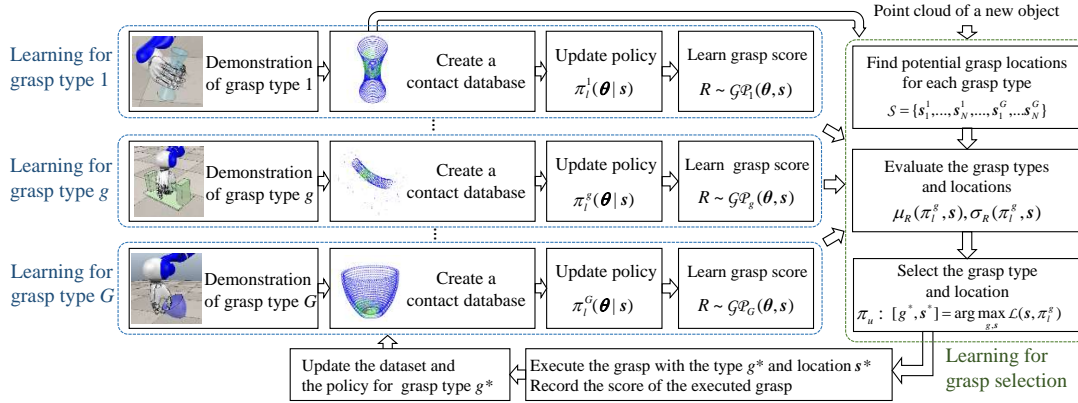 Point cloud of a new object
Learning for
grasp type 1
Demonstration
of grasp type 1
Create a
contact database
Update policy
π_l^1(θ | s)
Learn grasp score
R ~ 𝒢𝒫_1(θ, s)
...
Learning for
grasp type g
Demonstration
of grasp type g
Create a
contact database
Update policy
π_l^g(θ | s)
Learn grasp score
R ~ 𝒢𝒫_g(θ, s)
...
Learning for
grasp type G
Demonstration
of grasp type G
Create a
contact database
Update policy
π_l^G(θ | s)
Learn grasp score
R ~ 𝒢𝒫_G(θ, s)
Find potential grasp locations
for each grasp type
S = {s_1^1,...,s_N^1,...,s_1^G,...s_N^G}
Evaluate the grasp types
and locations
μ_R(π_l^g, s), σ_R(π_l^g, s)
Select the grasp type
and location
π_u : [g*, s*] = arg max ℒ(s, π_l^g)
g,s
Learning for
grasp selection
Execute the grasp with the type g* and location s*
Record the score of the executed grasp
Update the dataset and
the policy for grasp type g*